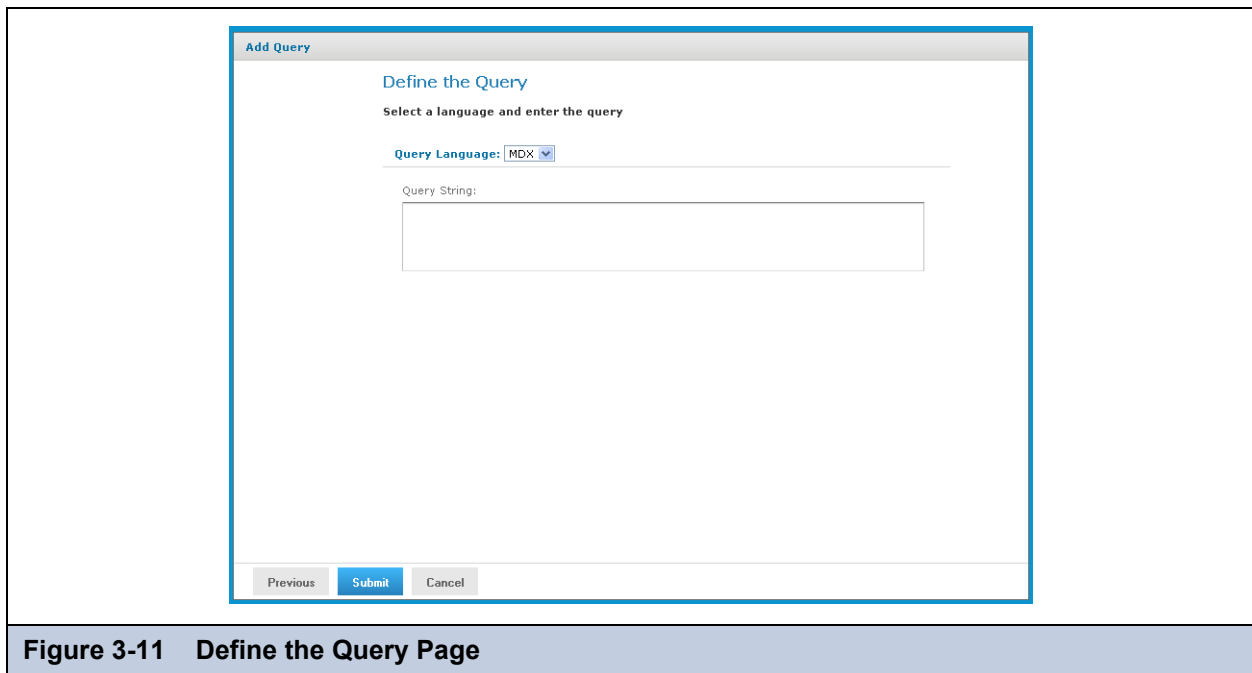 Add Query
Define the Query
Select a language and enter the query
Query Language: MDX
Query String:
Previous Submit Cancel
Figure 3-11 Define the Query Page